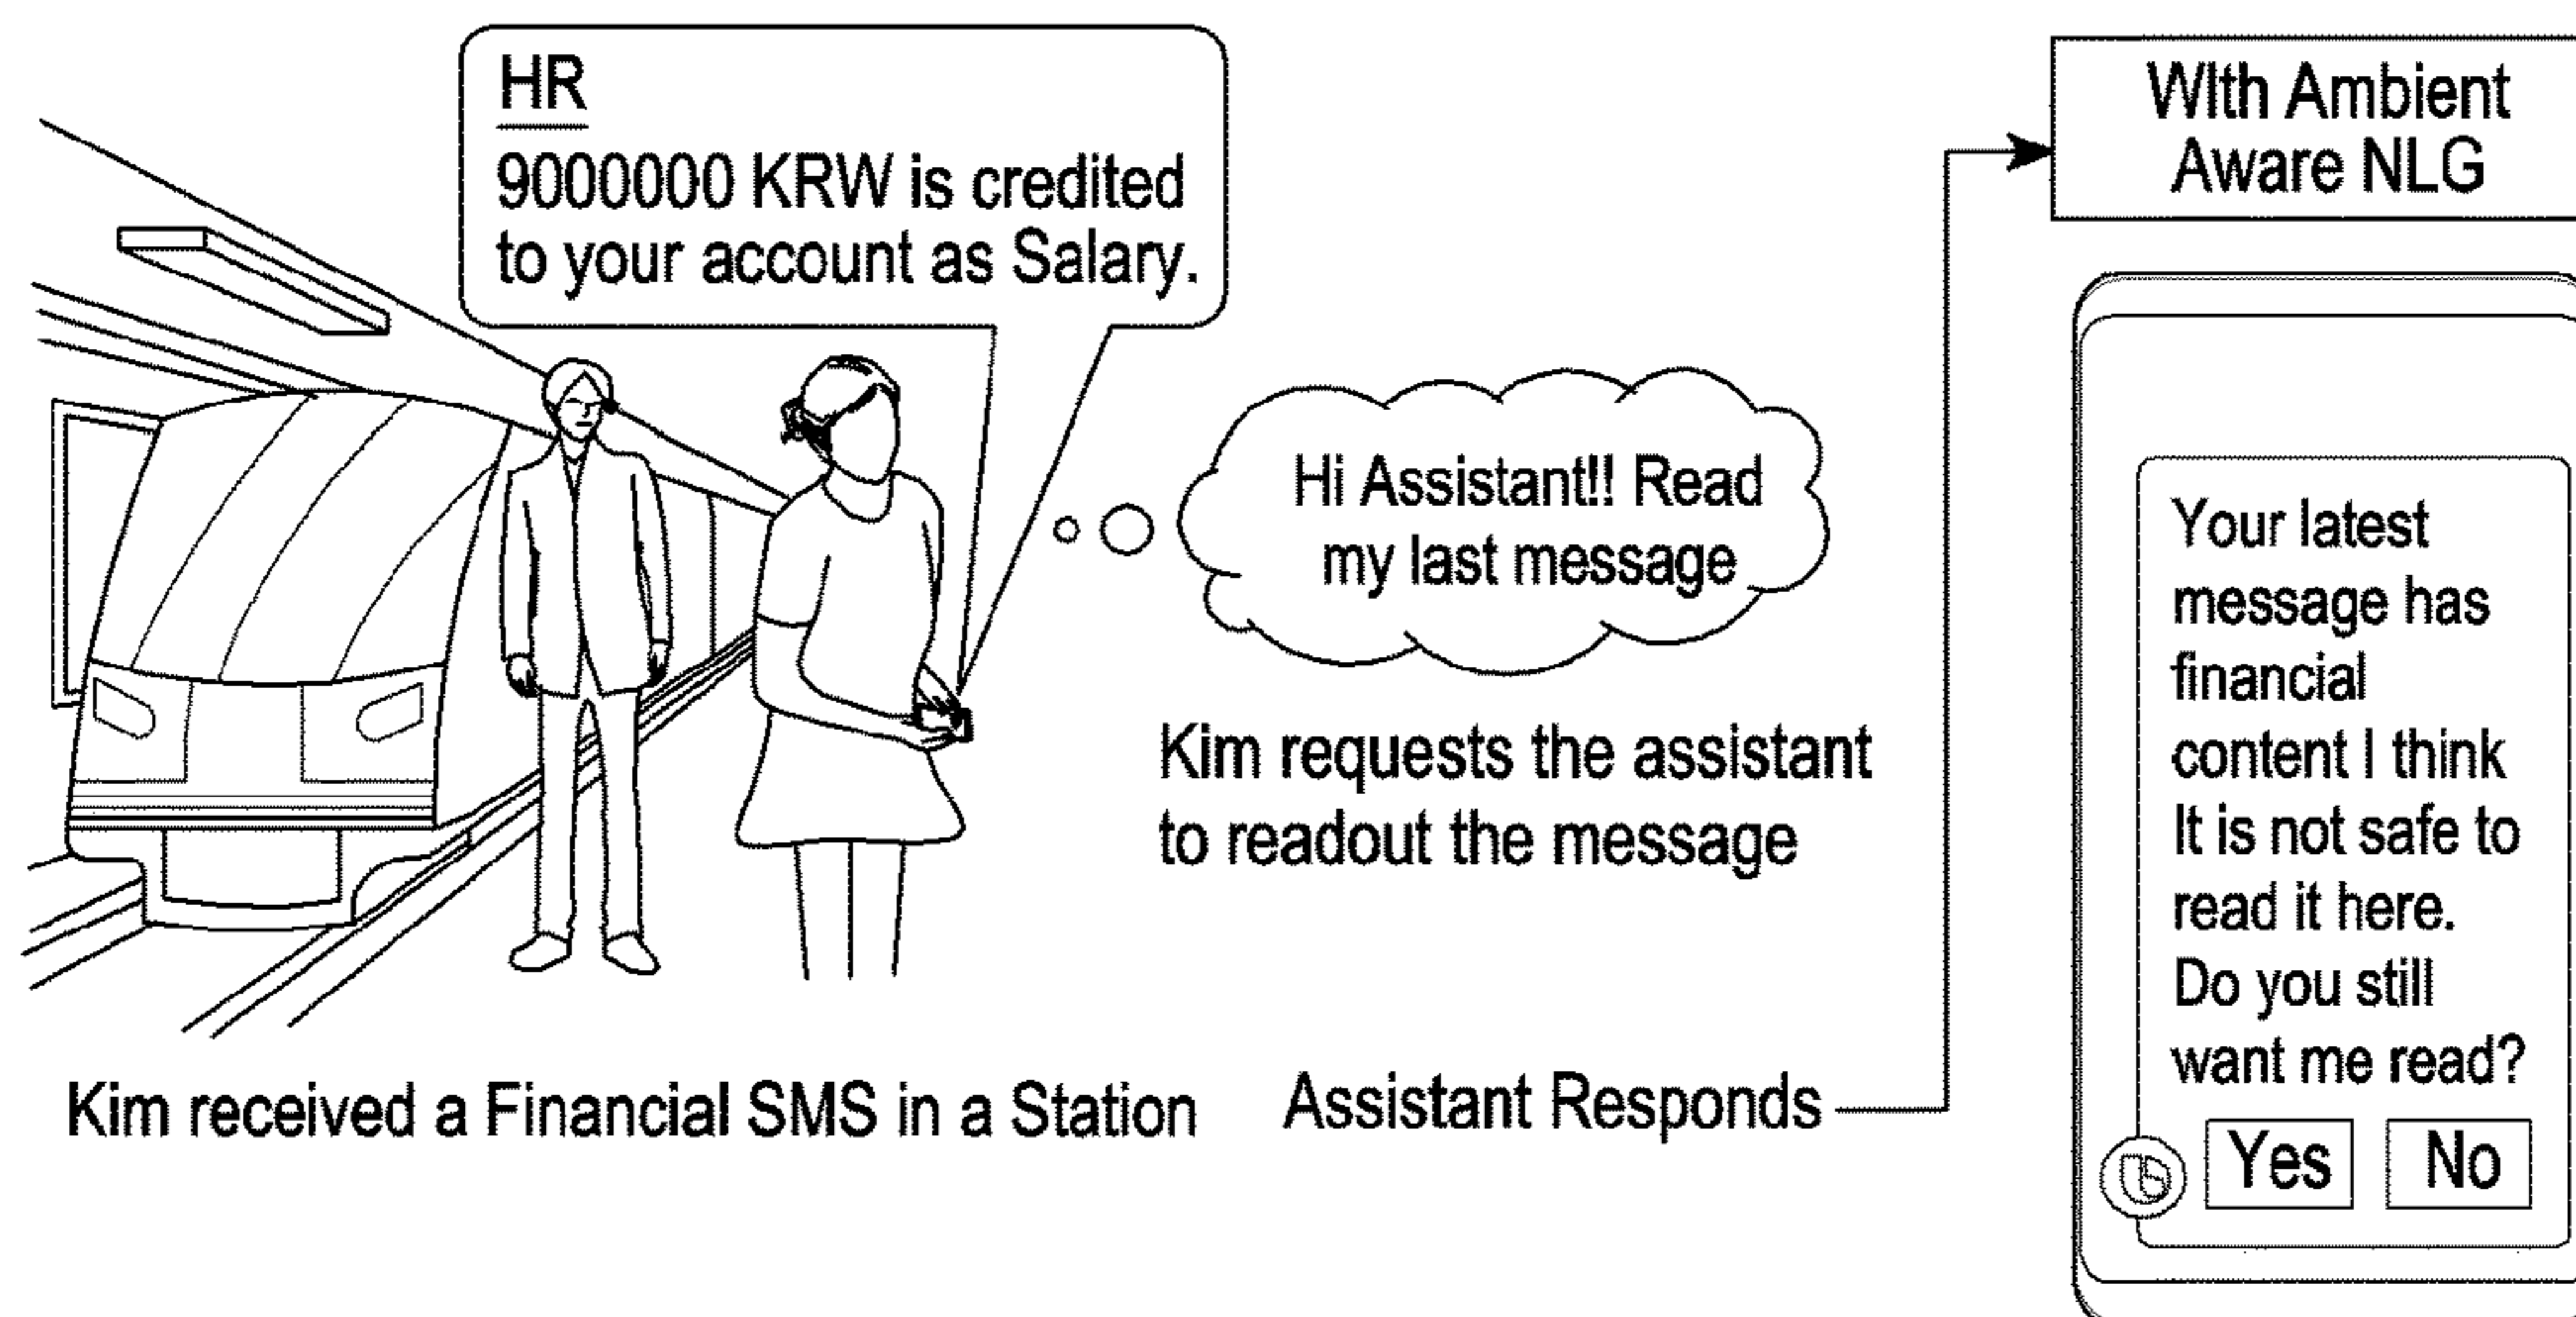 HR
9000000 KRW is credited
to your account as Salary.
Hi Assistant!! Read
my last message
Kim requests the assistant
to readout the message
Kim received a Financial SMS in a Station
Assistant Responds
WIth Ambient
Aware NLG
Your latest
message has
financial
content I think
It is not safe to
read it here.
Do you still
want me read?
Yes
No